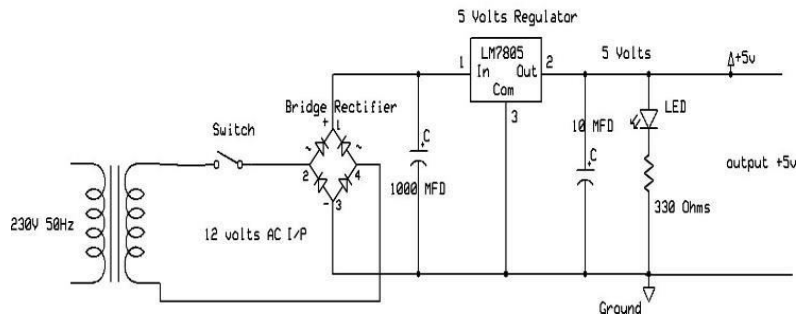 5 Volts Regulator
LM7805
1 In Out 2
Com
3
5 Volts
+5v
Bridge Rectifier
+ 1
~ ~
2 4
- 3
Switch
C
+
1000 MFD
10 MFD
+
C
LED
330 Ohms
output +5v
230V 50Hz
12 volts AC I/P
Ground